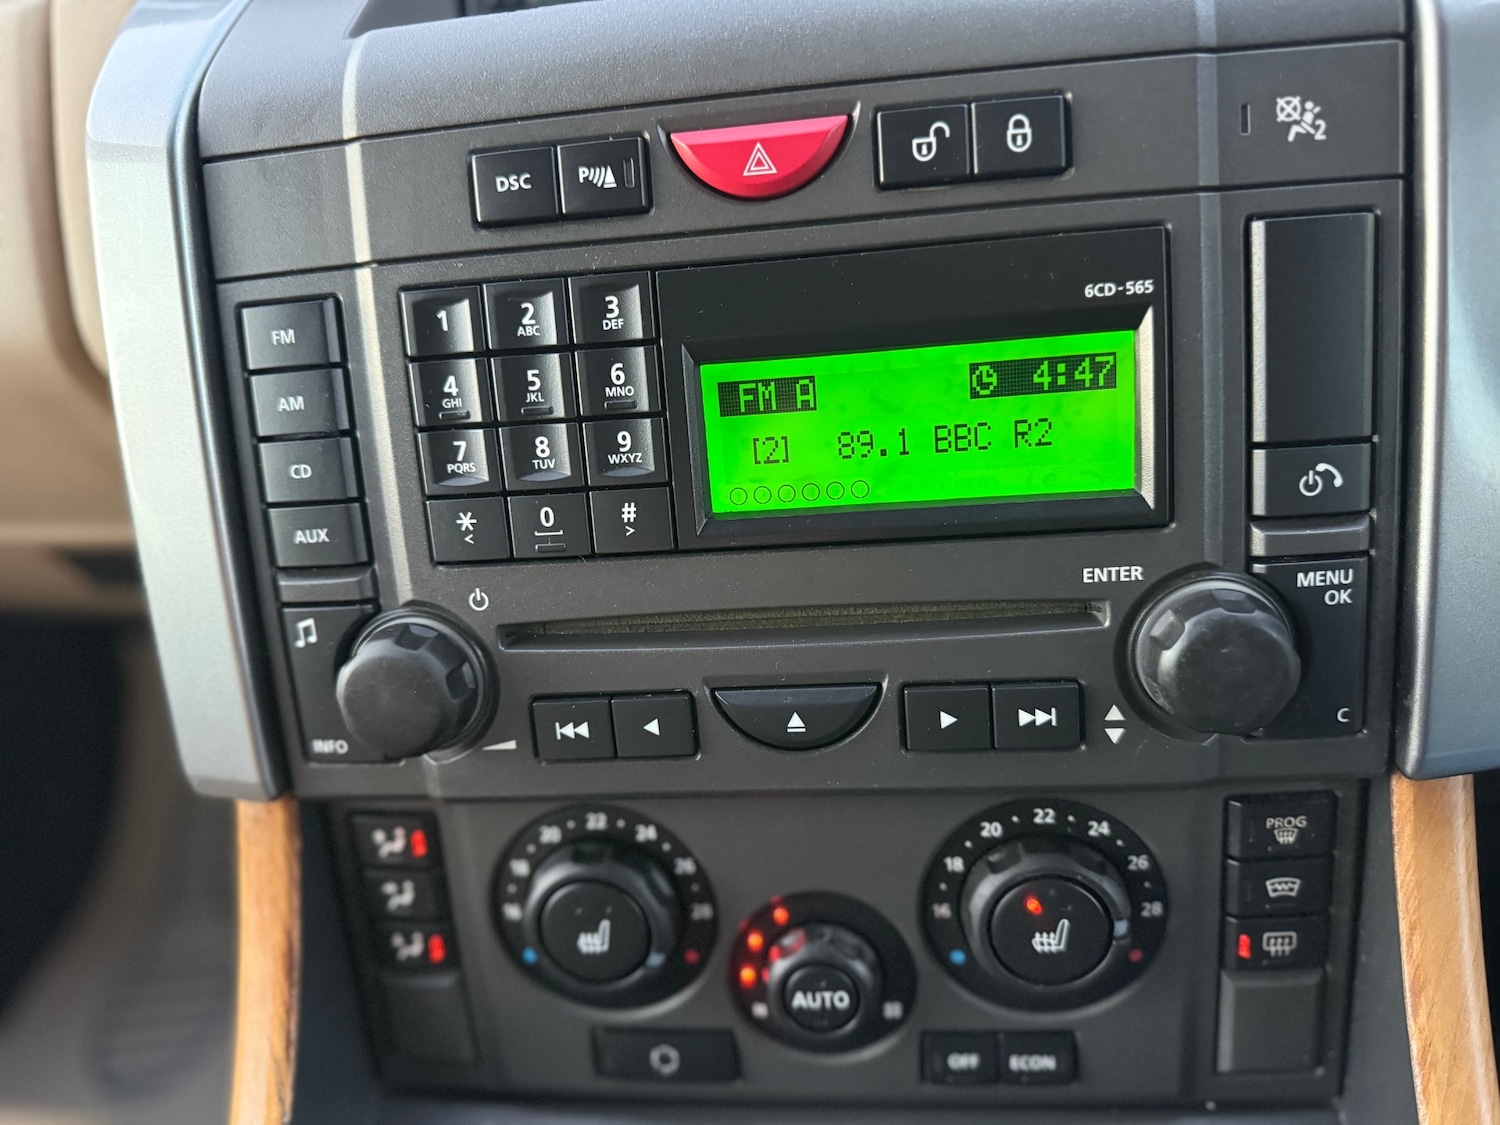 DSC
P
2
6CD-565
FM A 4:47
[2] 89.1 BBC R2
FM
AM
CD
AUX
1
2 ABC
3 DEF
4 GHI
5 JKL
6 MNO
7 PQRS
8 TUV
9 WXYZ
* <
0
# >
ENTER
MENU
OK
C
INFO
16 18 20 22 24 26 28
16 18 20 22 24 26 28
AUTO
PROG
OFF
ECON